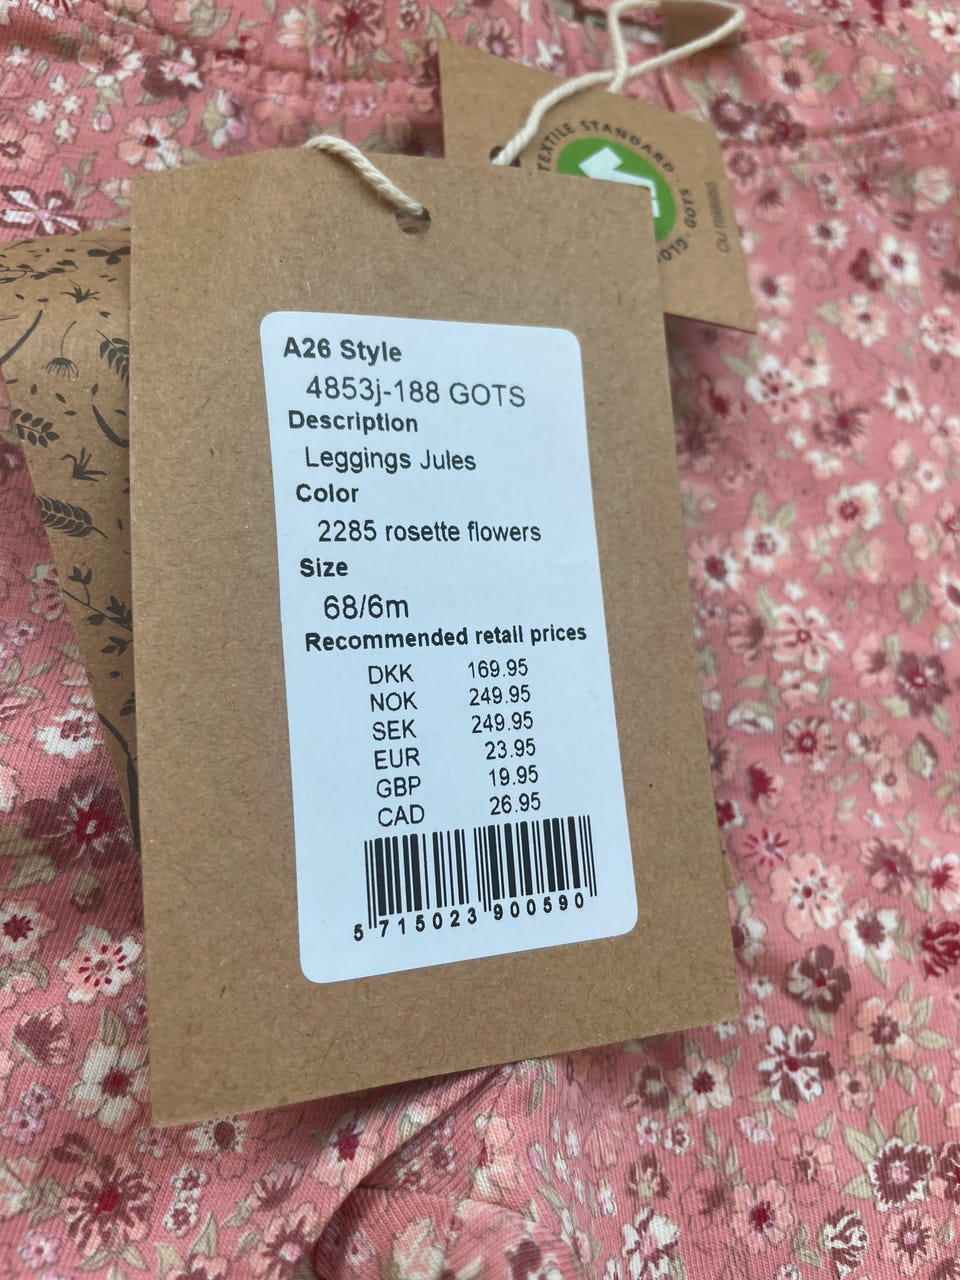 TEXTILE STANDARD
GOTS
A26 Style
4853j-188 GOTS
Description
Leggings Jules
Color
2285 rosette flowers
Size
68/6m
Recommended retail prices
DKK 169.95
NOK 249.95
SEK 249.95
EUR 23.95
GBP 19.95
CAD 26.95
5 715023 900590